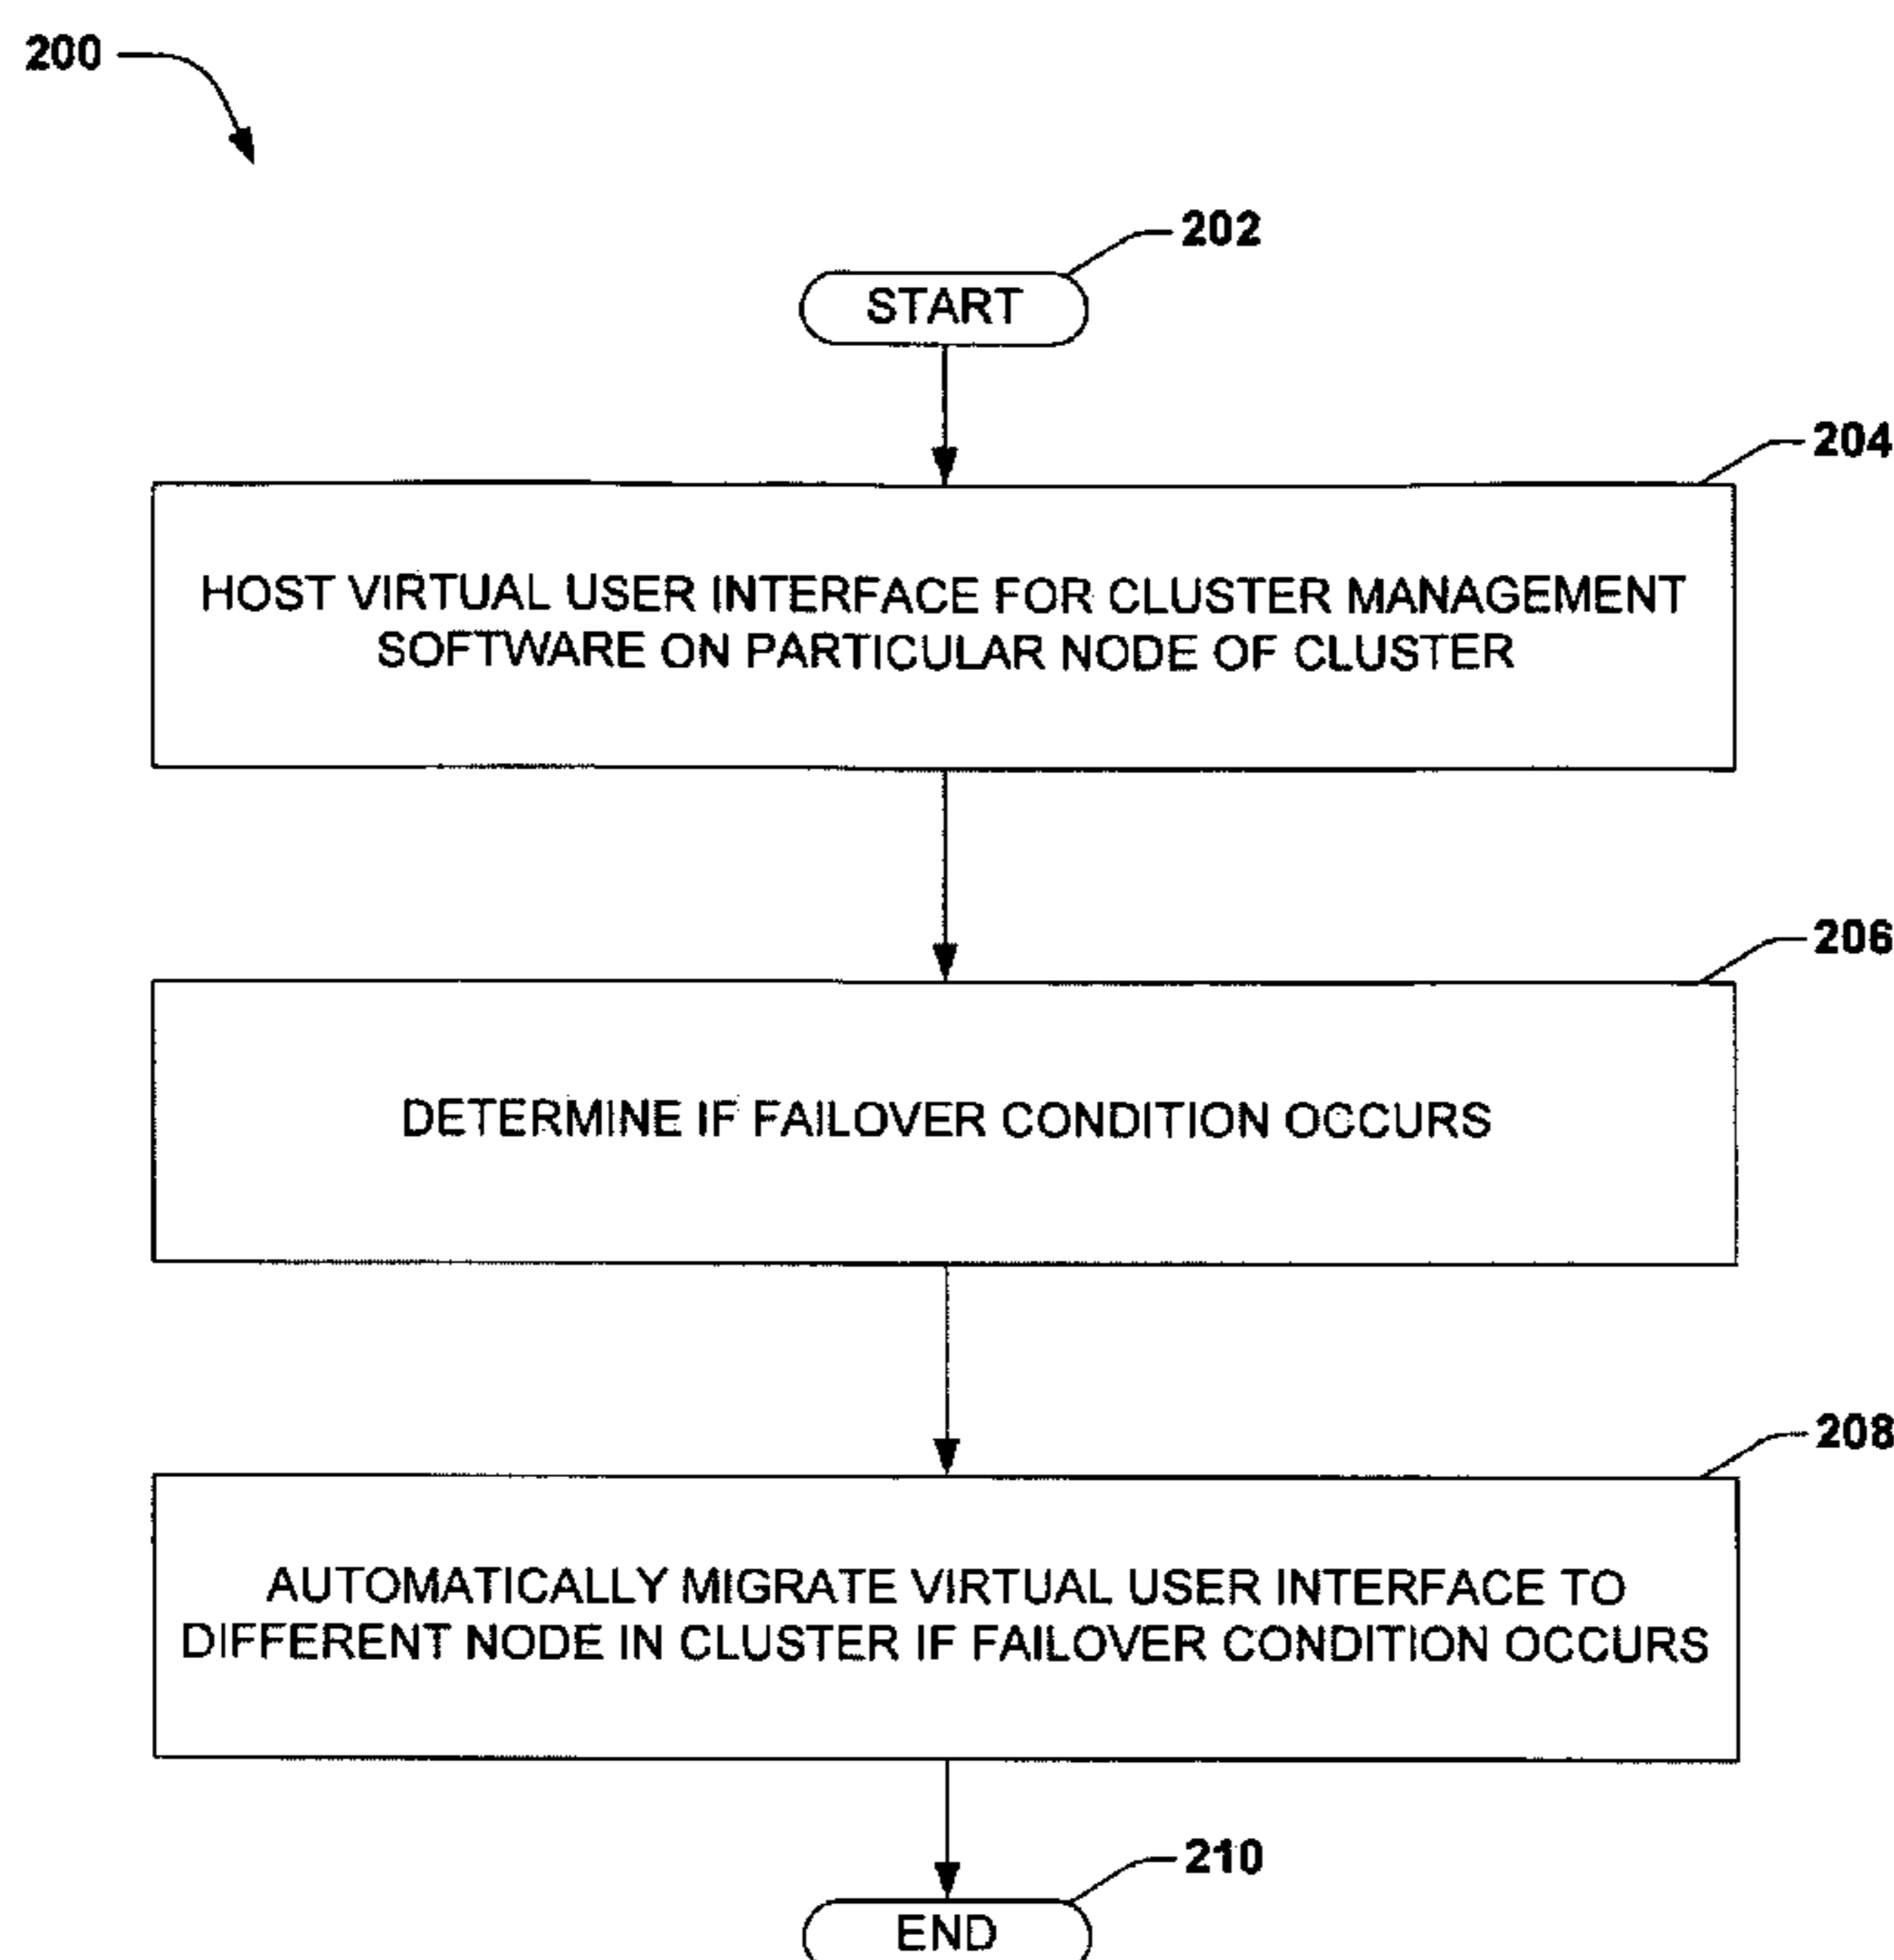 200
202
START
204
HOST VIRTUAL USER INTERFACE FOR CLUSTER MANAGEMENT
SOFTWARE ON PARTICULAR NODE OF CLUSTER
206
DETERMINE IF FAILOVER CONDITION OCCURS
208
AUTOMATICALLY MIGRATE VIRTUAL USER INTERFACE TO
DIFFERENT NODE IN CLUSTER IF FAILOVER CONDITION OCCURS
210
END